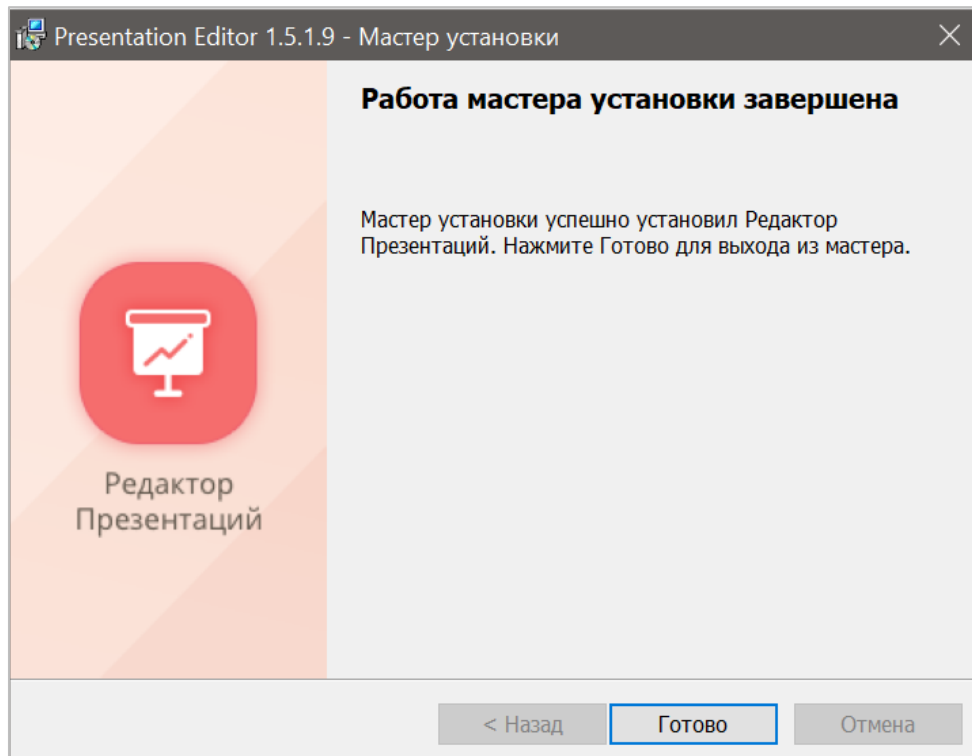 Presentation Editor 1.5.1.9 - Мастер установки
Работа мастера установки завершена
Мастер установки успешно установил Редактор
Презентаций. Нажмите Готово для выхода из мастера.
Редактор
Презентаций
< Назад
Готово
Отмена